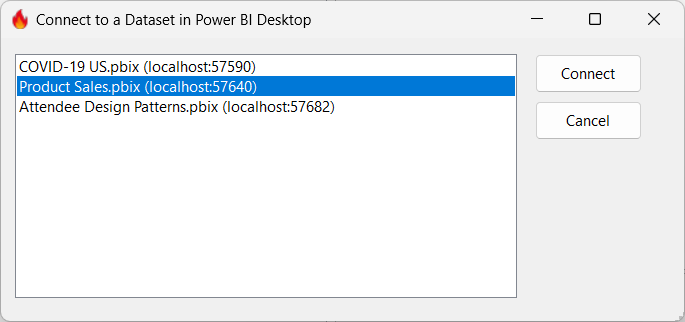 Connect to a Dataset in Power BI Desktop
COVID-19 US.pbix (localhost:57590)
Product Sales.pbix (localhost:57640)
Attendee Design Patterns.pbix (localhost:57682)
Connect
Cancel